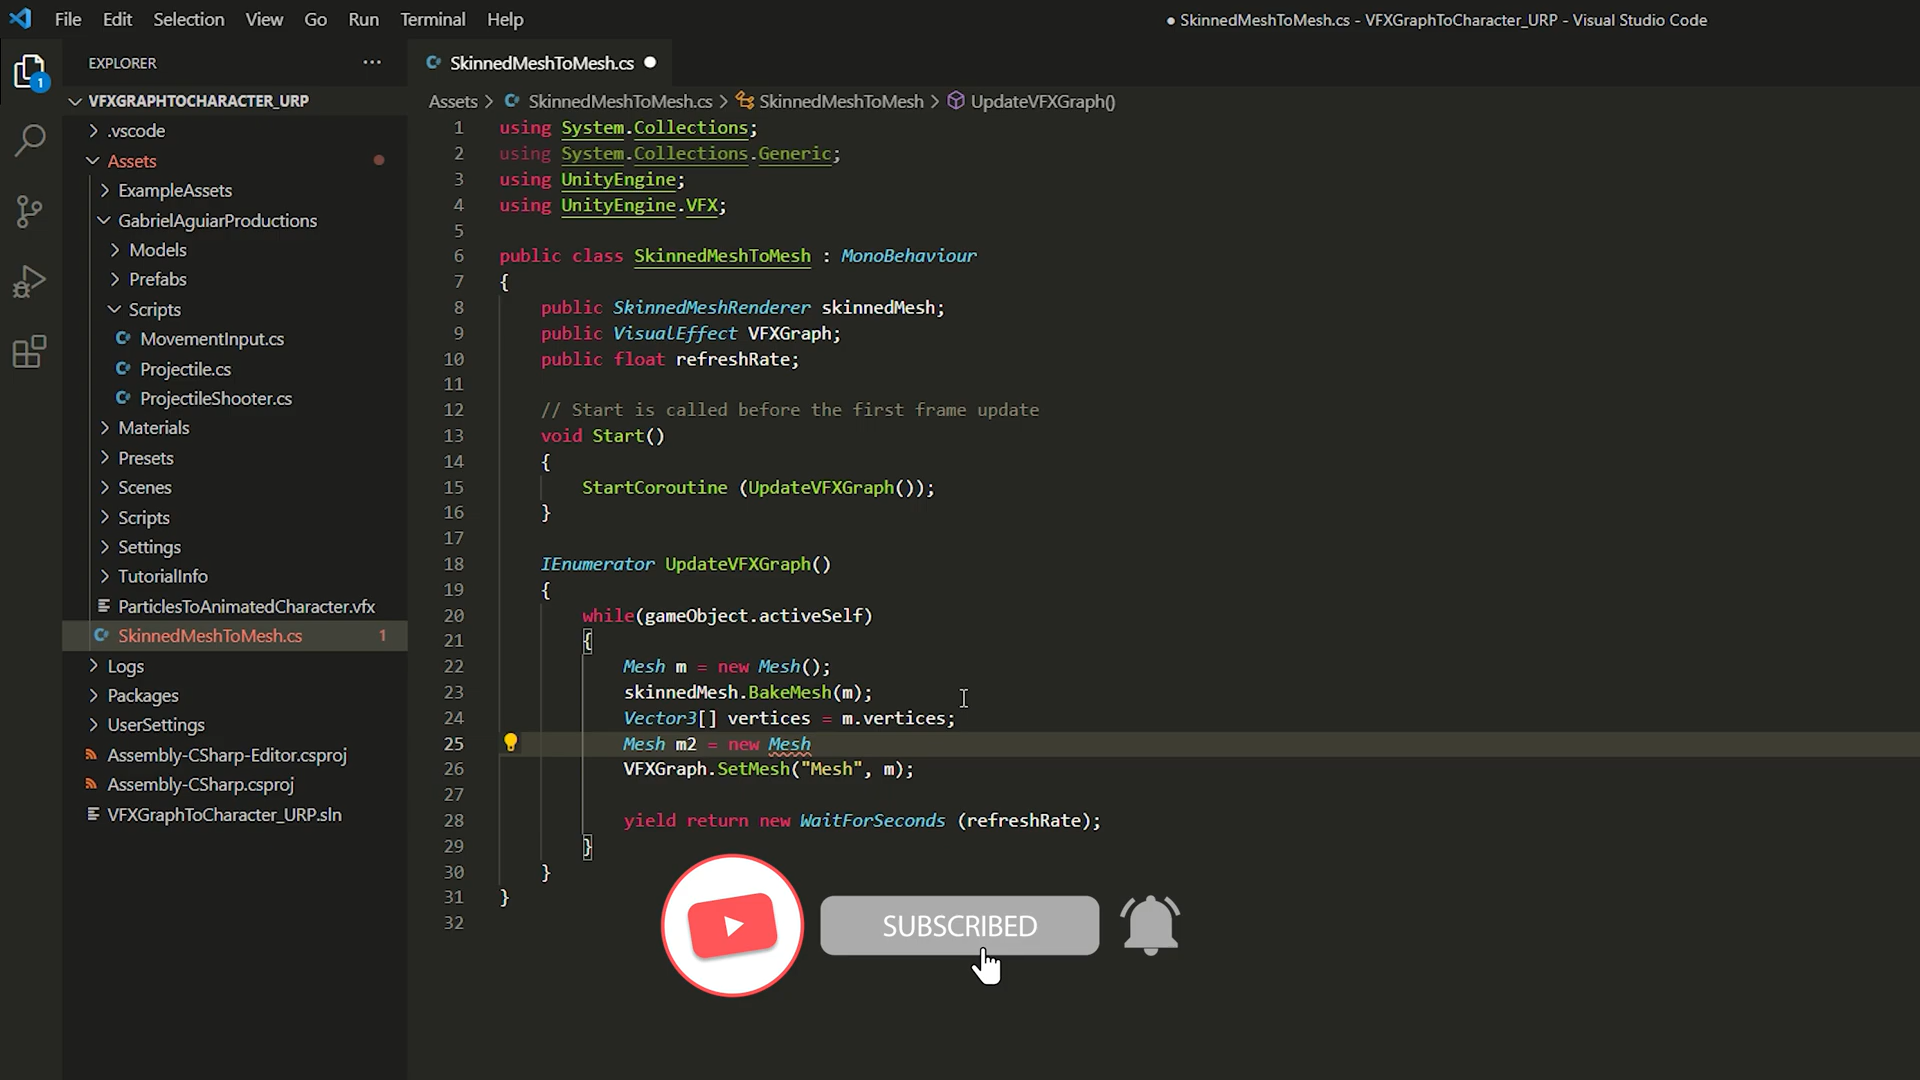 File Edit Selection View Go Run Terminal Help
● SkinnedMeshToMesh.cs - VFXGraphToCharacter_URP - Visual Studio Code
1
EXPLORER ...
VFXGRAPHTOCHARACTER_URP
.vscode
Assets
ExampleAssets
GabrielAguiarProductions
Models
Prefabs
Scripts
MovementInput.cs
Projectile.cs
ProjectileShooter.cs
Materials
Presets
Scenes
Scripts
Settings
TutorialInfo
ParticlesToAnimatedCharacter.vfx
SkinnedMeshToMesh.cs 1
Logs
Packages
UserSettings
Assembly-CSharp-Editor.csproj
Assembly-CSharp.csproj
VFXGraphToCharacter_URP.sln
SkinnedMeshToMesh.cs ●
Assets > SkinnedMeshToMesh.cs > SkinnedMeshToMesh > UpdateVFXGraph()
1 using System.Collections;
2 using System.Collections.Generic;
3 using UnityEngine;
4 using UnityEngine.VFX;
5
6 public class SkinnedMeshToMesh : MonoBehaviour
7 {
8 public SkinnedMeshRenderer skinnedMesh;
9 public VisualEffect VFXGraph;
10 public float refreshRate;
11
12 // Start is called before the first frame update
13 void Start()
14 {
15 StartCoroutine (UpdateVFXGraph());
16 }
17
18 IEnumerator UpdateVFXGraph()
19 {
20 while(gameObject.activeSelf)
21 {
22 Mesh m = new Mesh();
23 skinnedMesh.BakeMesh(m);
24 Vector3[] vertices = m.vertices;
25 Mesh m2 = new Mesh
26 VFXGraph.SetMesh("Mesh", m);
27
28 yield return new WaitForSeconds (refreshRate);
29 }
30 }
31 }
32
SUBSCRIBED